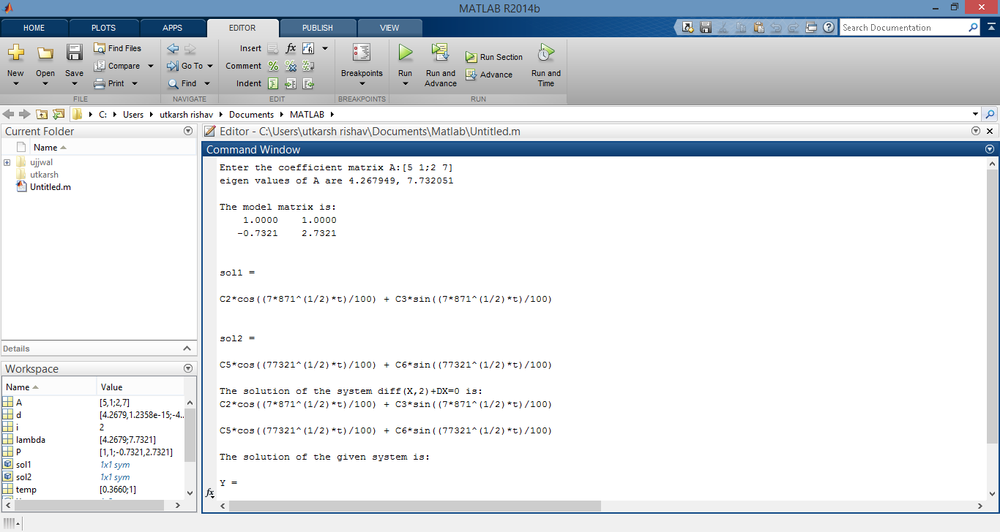 MATLAB R2014b
HOME PLOTS APPS EDITOR PUBLISH VIEW
Search Documentation
New Open Save
Find Files
Compare
Print
FILE
Go To
Find
NAVIGATE
Insert fx
Comment
Indent
EDIT
Breakpoints
BREAKPOINTS
Run
Run and Advance
Run Section
Advance
Run and Time
RUN
C: Users utkarsh rishav Documents MATLAB
Current Folder
Name
ujjwal
utkarsh
Untitled.m
Details
Workspace
Name Value
A [5,1;2,7]
d [4.2679,1.2358e-15;-4...
i 2
lambda [4.2679;7.7321]
P [1,1;-0.7321,2.7321]
sol1 1x1 sym
sol2 1x1 sym
temp [0.3660;1]
Editor - C:\Users\utkarsh rishav\Documents\Matlab\Untitled.m
Command Window
Enter the coefficient matrix A:[5 1;2 7]
eigen values of A are 4.267949, 7.732051
The model matrix is:
1.0000 1.0000
-0.7321 2.7321
sol1 =
C2*cos((7*871^(1/2)*t)/100) + C3*sin((7*871^(1/2)*t)/100)
sol2 =
C5*cos((77321^(1/2)*t)/100) + C6*sin((77321^(1/2)*t)/100)
The solution of the system diff(X,2)+DX=0 is:
C2*cos((7*871^(1/2)*t)/100) + C3*sin((7*871^(1/2)*t)/100)
C5*cos((77321^(1/2)*t)/100) + C6*sin((77321^(1/2)*t)/100)
The solution of the given system is:
Y =
fx